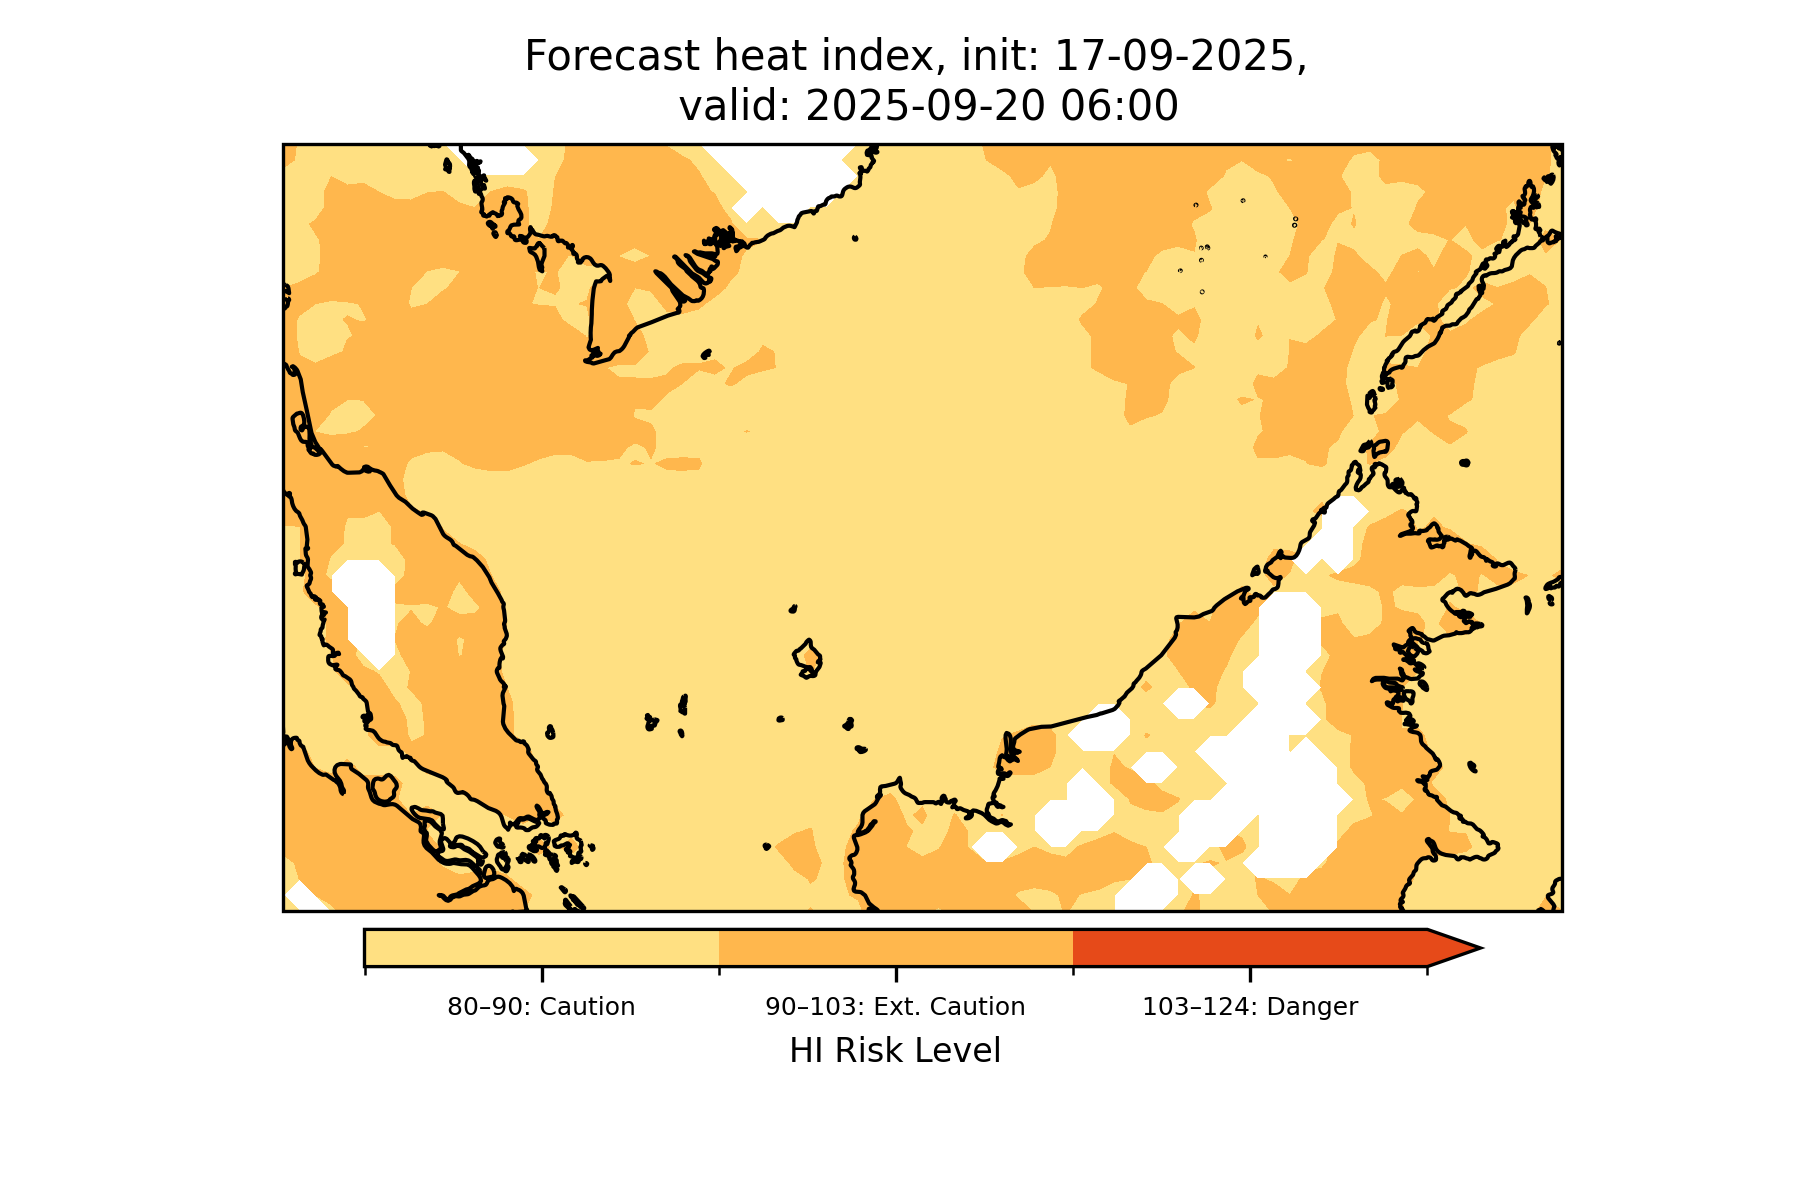 Forecast heat index, init: 17-09-2025,
valid: 2025-09-20 06:00
80–90: Caution
90–103: Ext. Caution
103–124: Danger
HI Risk Level